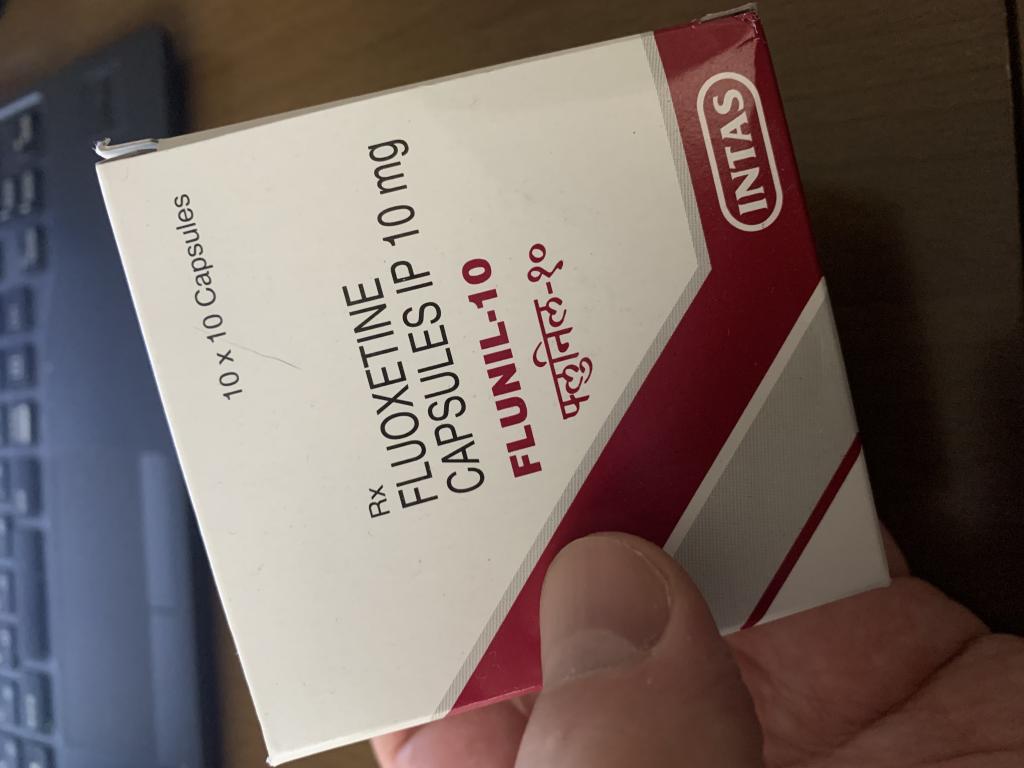 10 x 10 Capsules
Rx
FLUOXETINE
CAPSULES IP 10 mg
FLUNIL-10
फ्लुनिल-१०
INTAS